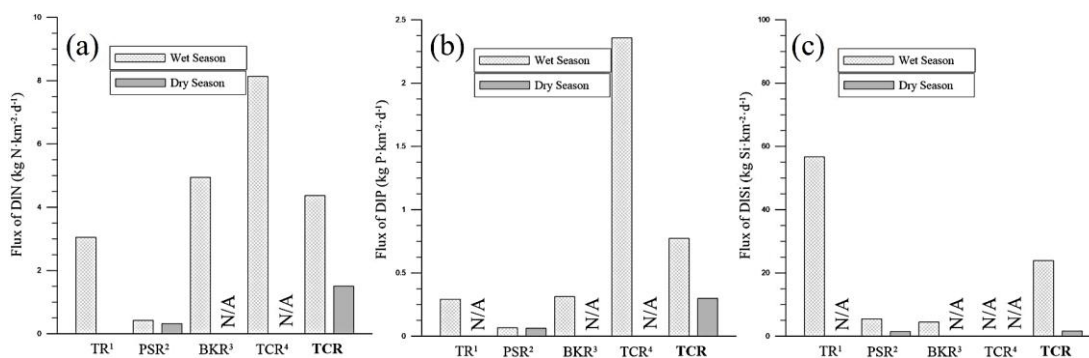 (a)
Wet Season
Dry Season
Flux of DIN (kg N·km⁻²·d⁻¹)
10
8
6
4
2
0
N/A
N/A
TR¹ PSR² BKR³ TCR⁴ TCR
(b)
Wet Season
Dry Season
Flux of DIP (kg P·km⁻²·d⁻¹)
2.5
2
1.5
1
0.5
0
N/A
N/A
N/A
TR¹ PSR² BKR³ TCR⁴ TCR
(c)
Wet Season
Dry Season
Flux of DISi (kg Si·km⁻²·d⁻¹)
100
80
60
40
20
0
N/A
N/A
N/A
N/A
TR¹ PSR² BKR³ TCR⁴ TCR